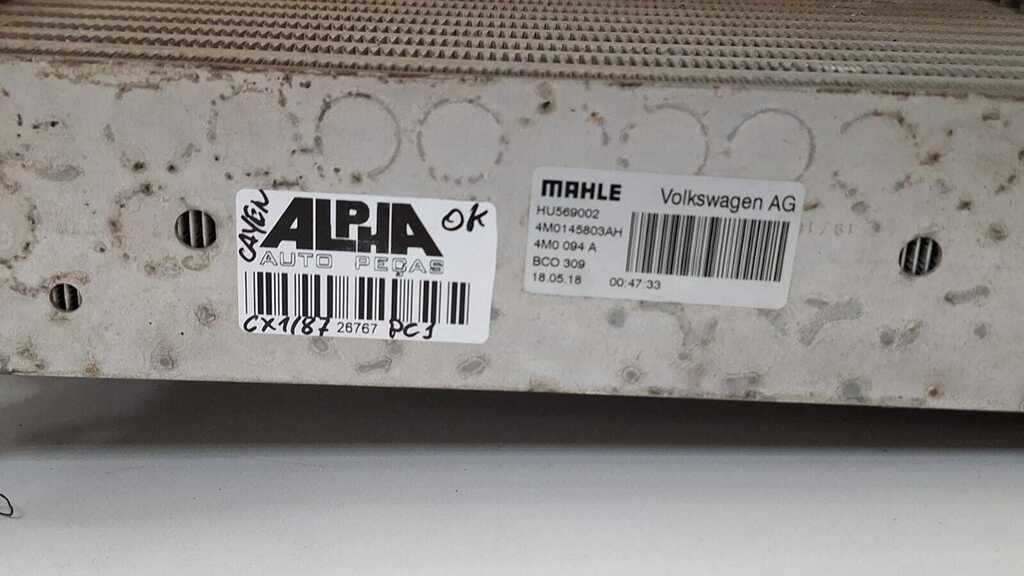 CAYEN
ALPHA OK
AUTO PEÇAS
CX1/87 26767 PC1
MAHLE Volkswagen AG
HU569002
4M0145803AH
4M0 094 A
BCO 309
18.05.18 00:47:33